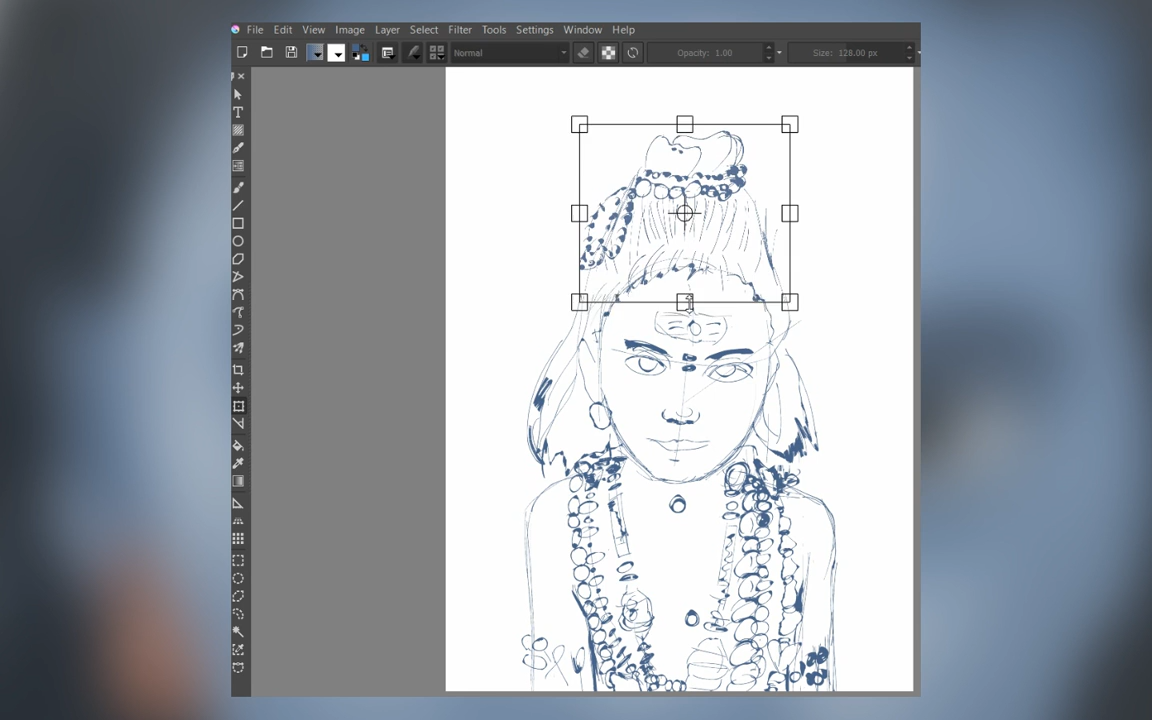 File Edit View Image Layer Select Filter Tools Settings Window Help
Normal Opacity: 1.00 Size: 128.00 px